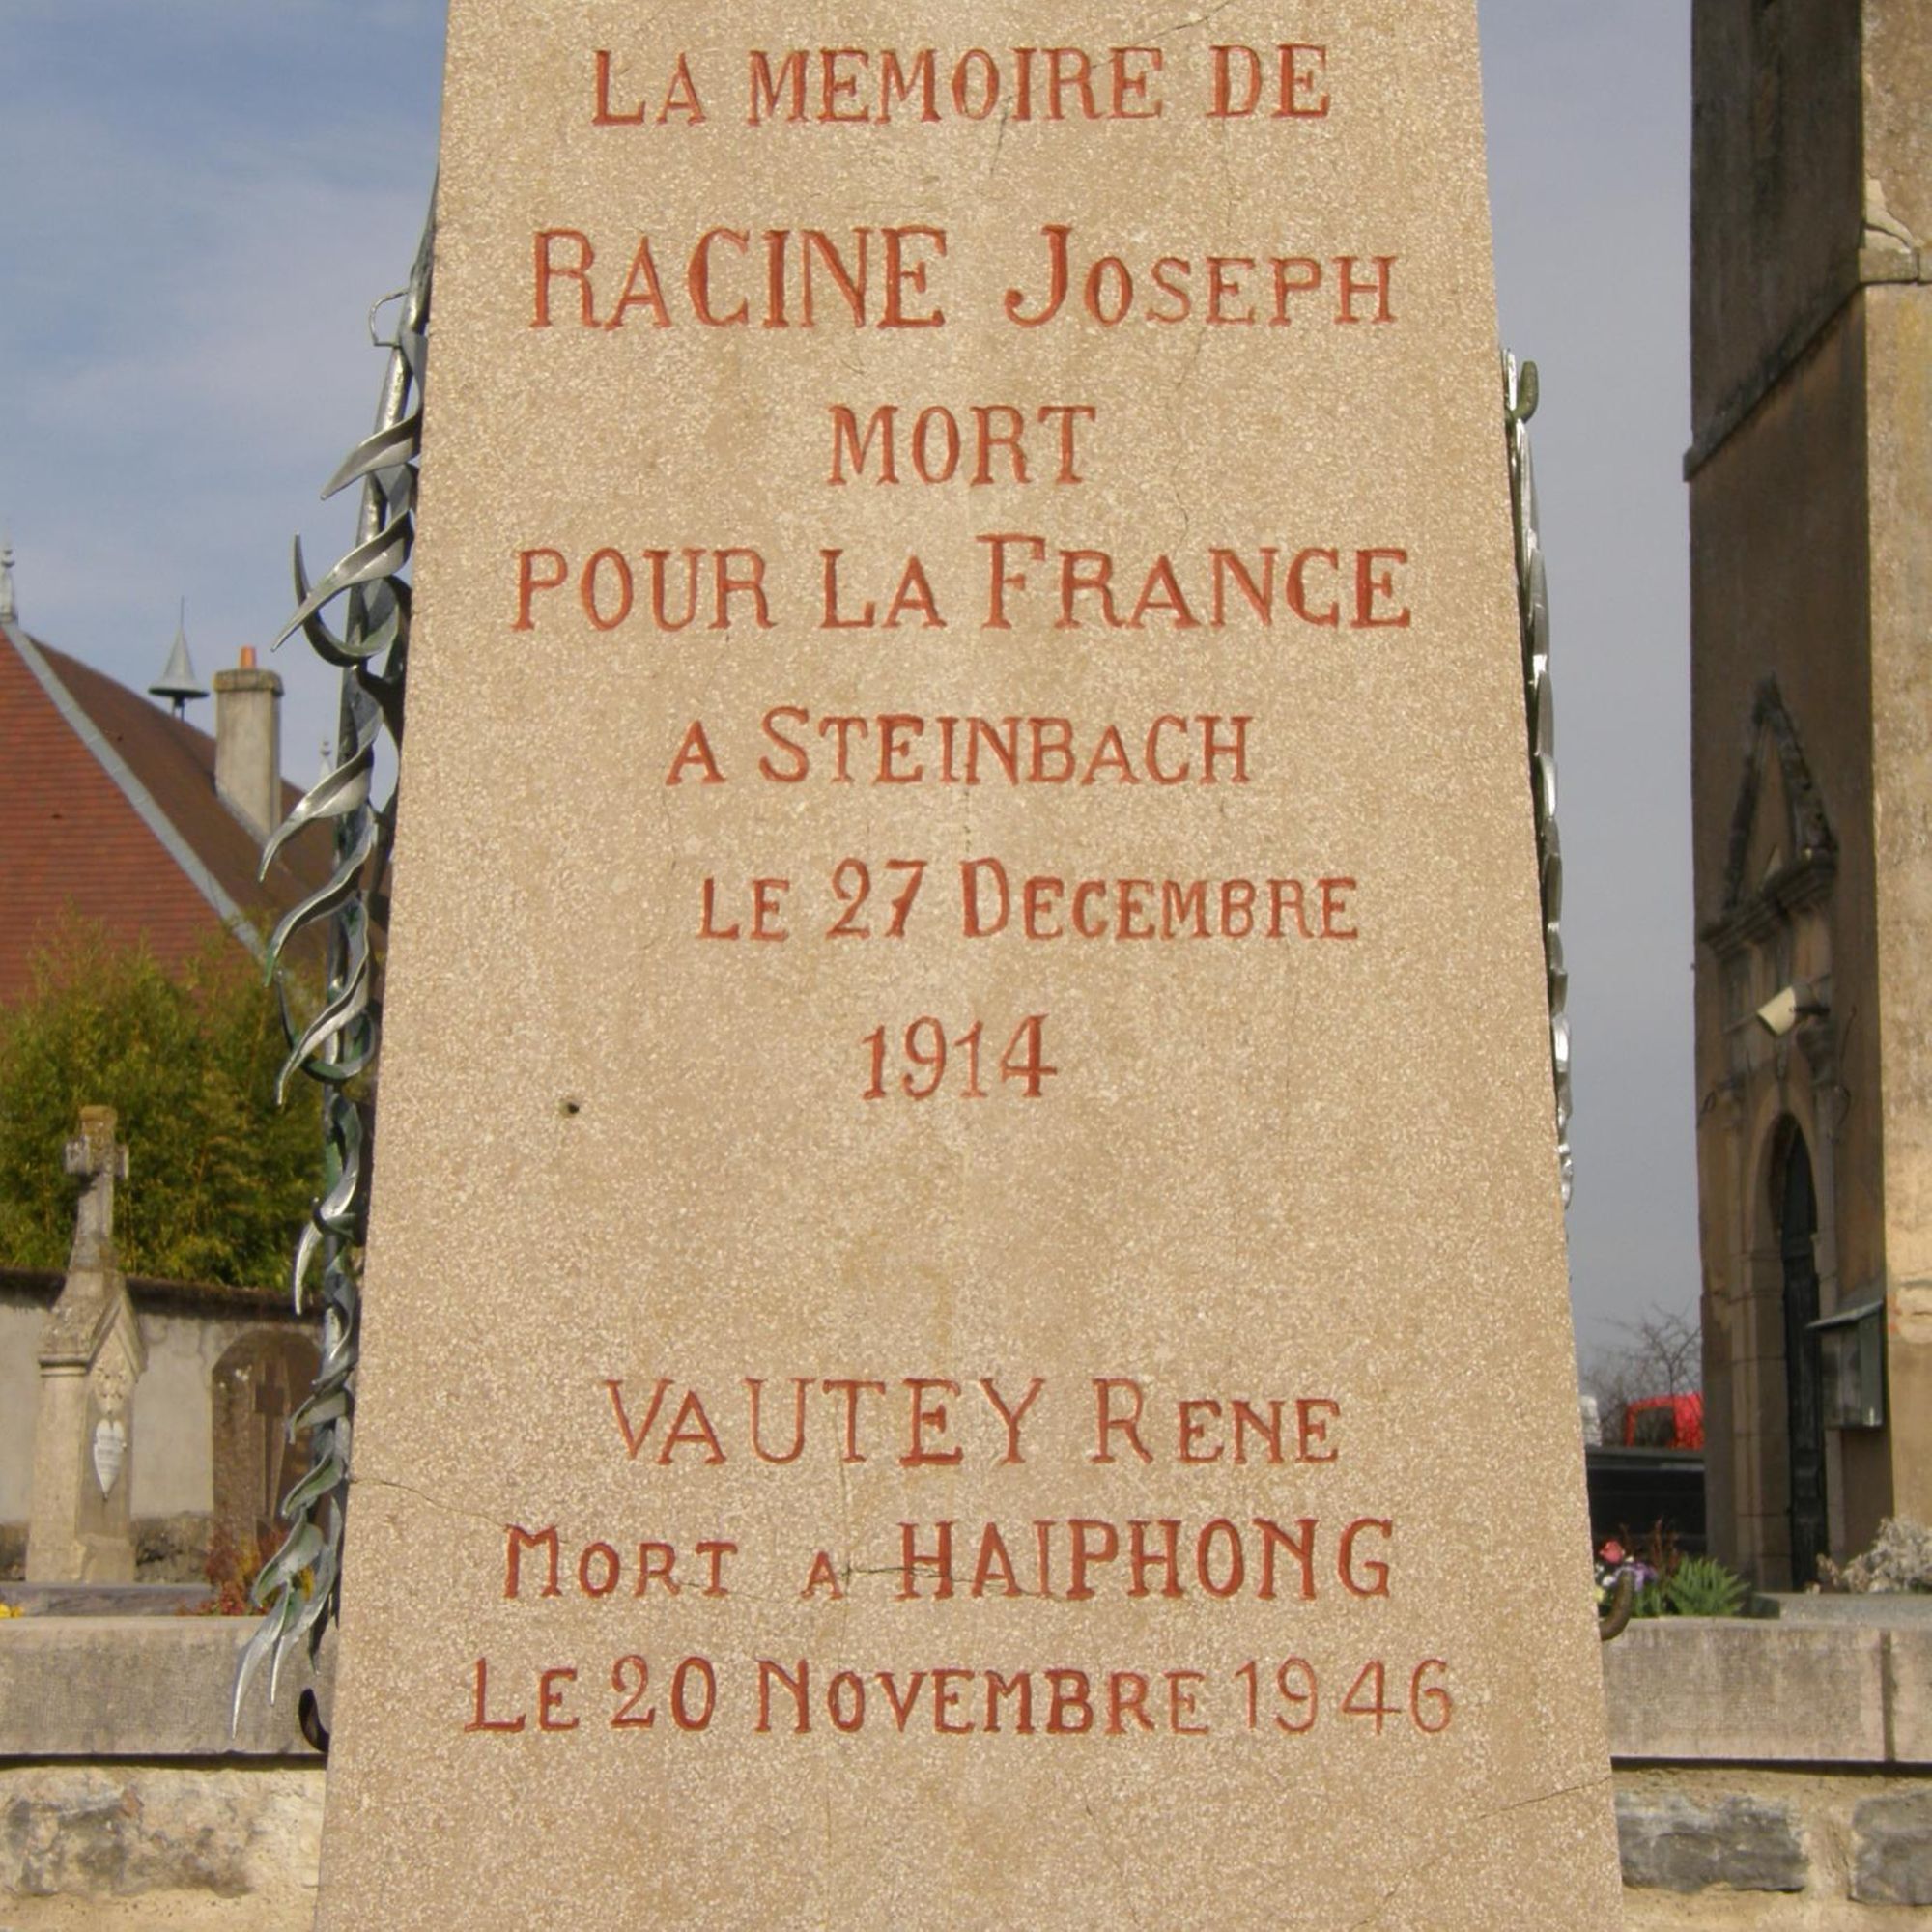 LA MEMOIRE DE
RACINE JOSEPH
MORT
POUR LA FRANCE
A STEINBACH
LE 27 DECEMBRE
1914
VAUTEY RENE
MORT A HAIPHONG
LE 20 NOVEMBRE 1946